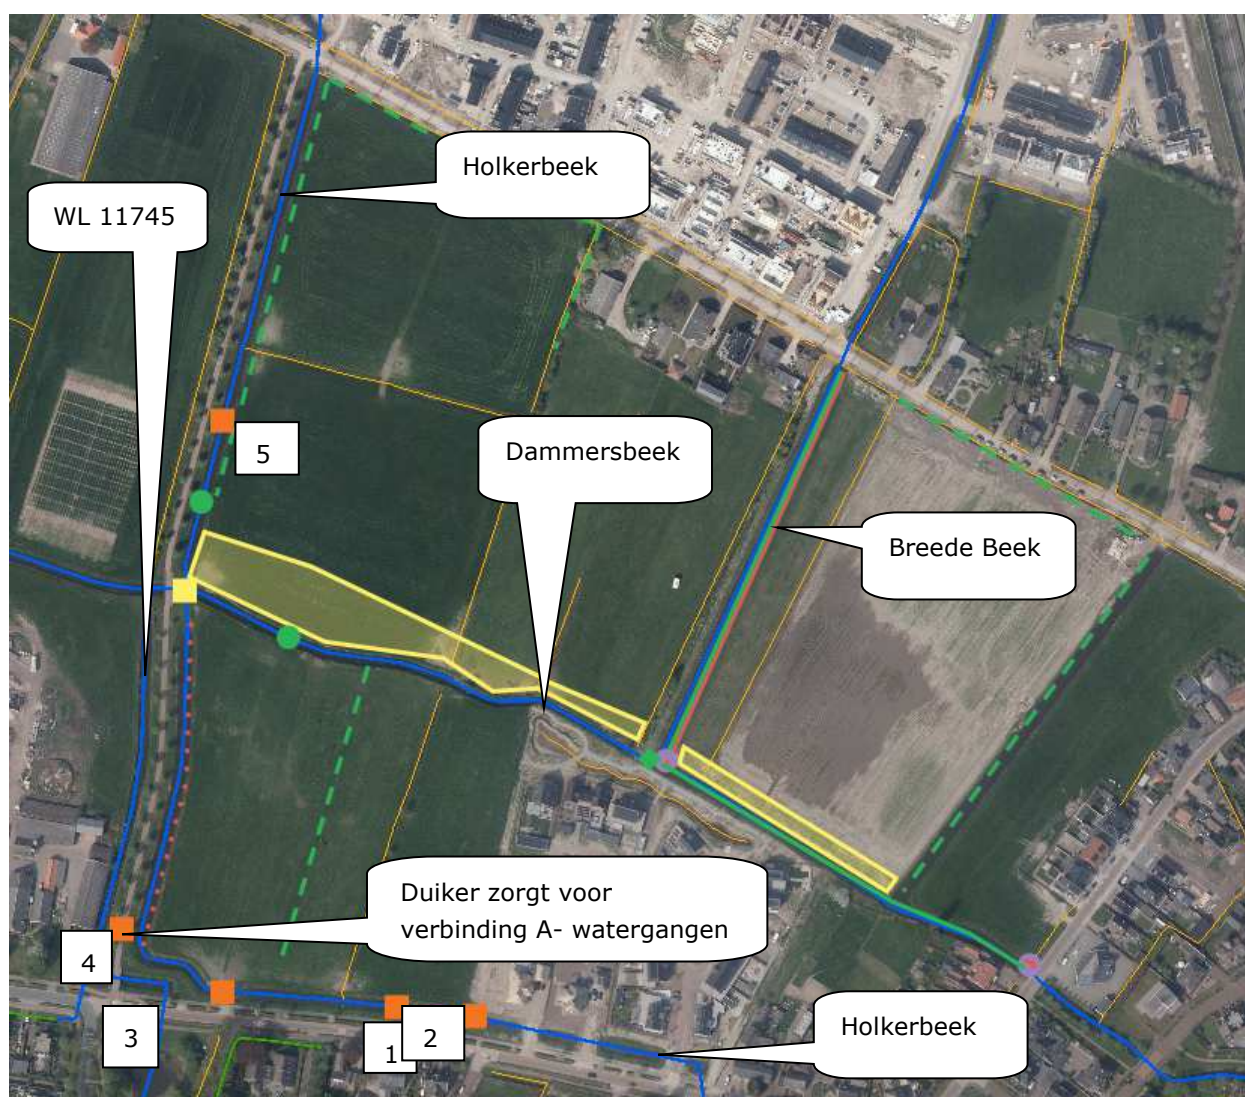 Holkerbeek
WL 11745
5
Dammersbeek
Breede Beek
Duiker zorgt voor
verbinding A- watergangen
4
3
1
2
Holkerbeek